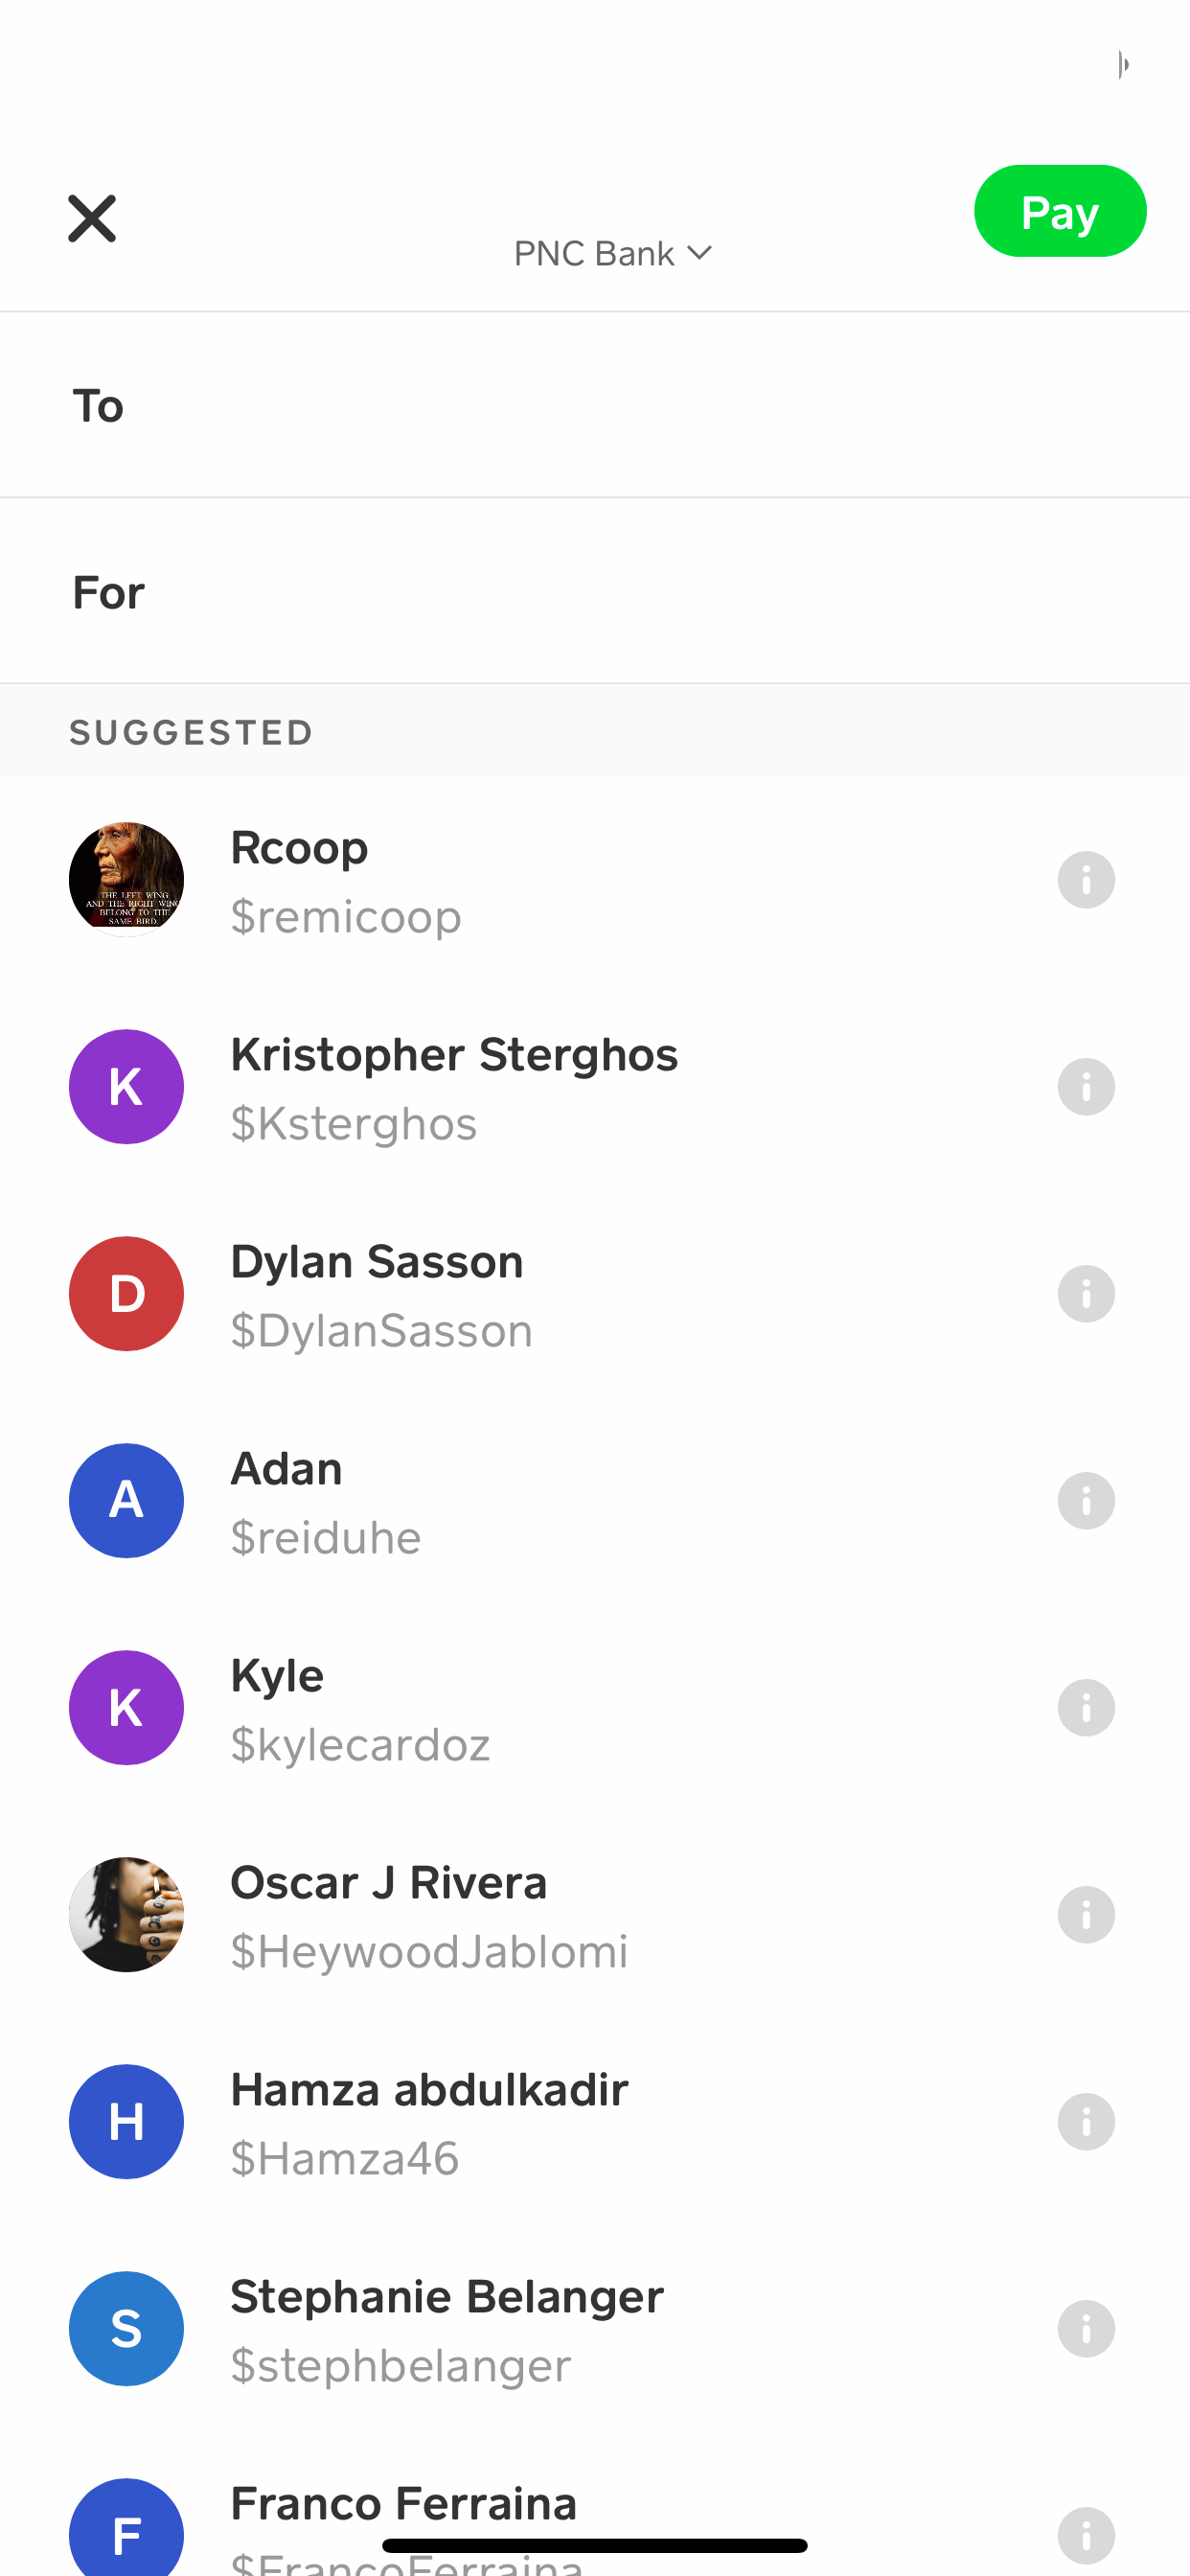 Pay
PNC Bank
To
For
SUGGESTED
Rcoop
$remicoop
THE LEFT WING
AND THE RIGHT WING
BELONG TO THE
SAME BIRD.
K
Kristopher Sterghos
$Ksterghos
D
Dylan Sasson
$DylanSasson
A
Adan
$reiduhe
K
Kyle
$kylecardoz
Oscar J Rivera
$HeywoodJablomi
H
Hamza abdulkadir
$Hamza46
S
Stephanie Belanger
$stephbelanger
F
Franco Ferraina
$FrancoFerraina